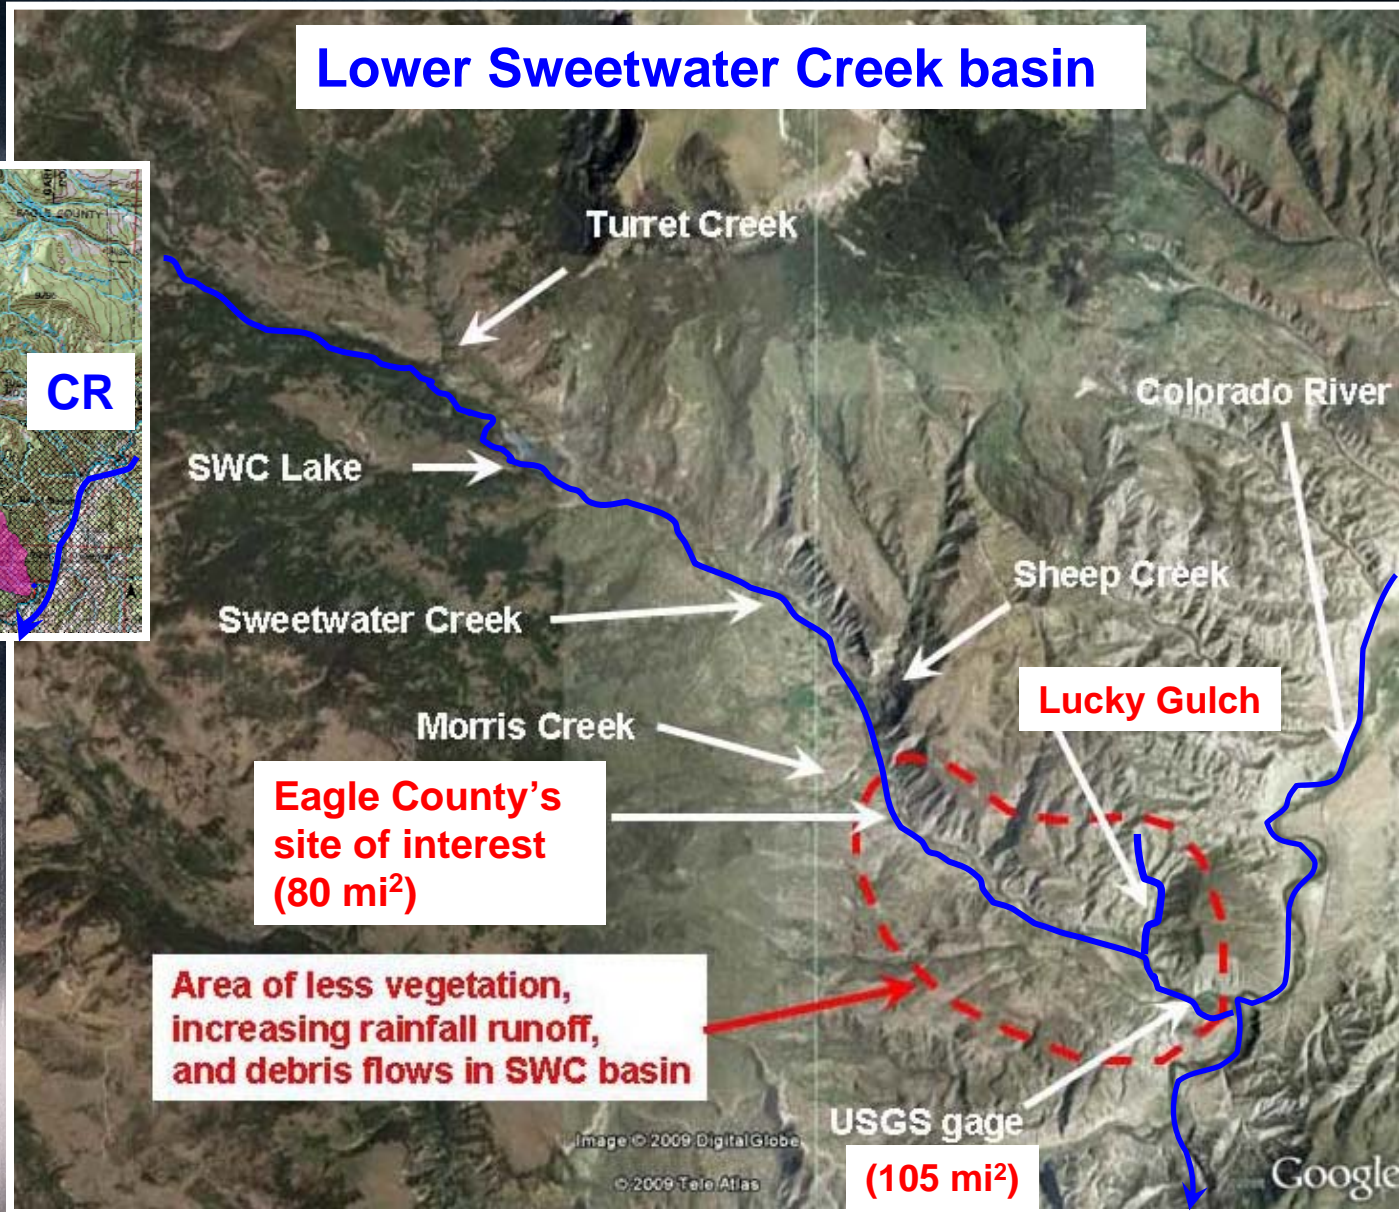 Lower Sweetwater Creek basin
Turret Creek
EAGLE COUNTY
CR
Colorado River
SWC Lake
Sheep Creek
Sweetwater Creek
Lucky Gulch
Morris Creek
Eagle County’s
site of interest
(80 mi²)
Area of less vegetation,
increasing rainfall runoff,
and debris flows in SWC basin
USGS gage
(105 mi²)
Image © 2009 DigitalGlobe
© 2009 Tele Atlas
Google